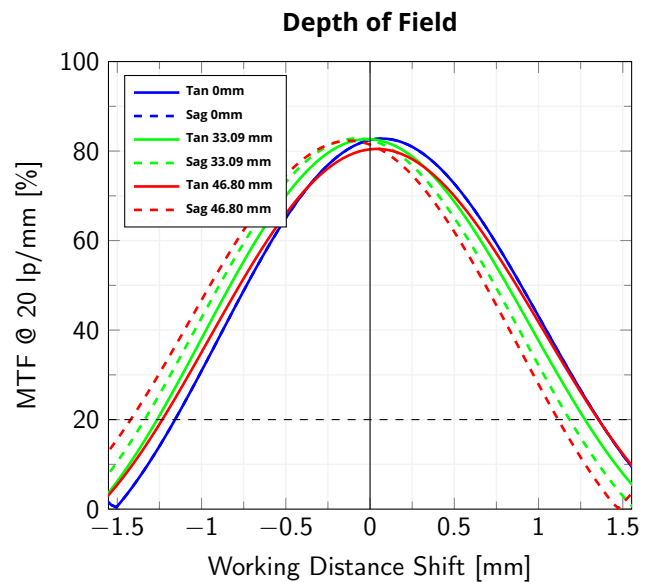 Depth of Field
100
80
60
40
20
0
MTF @ 20 lp/mm [%]
Tan 0mm
Sag 0mm
Tan 33.09 mm
Sag 33.09 mm
Tan 46.80 mm
Sag 46.80 mm
−1.5 −1 −0.5 0 0.5 1 1.5
Working Distance Shift [mm]